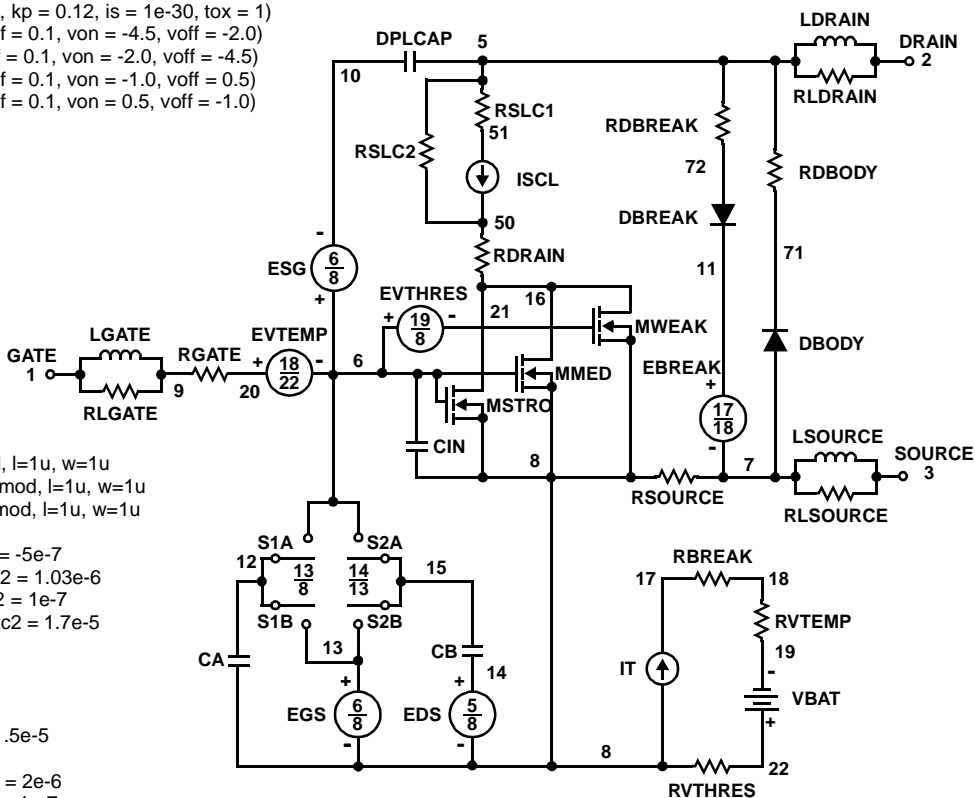 , kp = 0.12, is = 1e-30, tox = 1)
f = 0.1, von = -4.5, voff = -2.0)
f = 0.1, von = -2.0, voff = -4.5)
f = 0.1, von = -1.0, voff = 0.5)
f = 0.1, von = 0.5, voff = -1.0)
DPLCAP
5
10
LDRAIN
DRAIN
2
RLDRAIN
RSLC1
51
RSLC2
ISCL
50
RDBREAK
72
RDBODY
DBREAK
71
11
RDRAIN
-
ESG
6
8
+
EVTHRES
+
19
8
-
16
21
MWEAK
GATE
1
LGATE
RLGATE
9
RGATE
20
EVTEMP
+
18
22
-
6
MMED
MSTRO
EBREAK
+
17
18
-
DBODY
CIN
8
RSOURCE
7
LSOURCE
SOURCE
3
RLSOURCE
, l=1u, w=1u
mod, l=1u, w=1u
mod, l=1u, w=1u
= -5e-7
2 = 1.03e-6
2 = 1e-7
c2 = 1.7e-5
S1A
S2A
12
13
8
14
13
15
S1B
S2B
13
CA
CB
14
+
EGS
6
8
-
+
EDS
5
8
-
8
RBREAK
17
18
RVTEMP
19
IT
-
VBAT
+
22
RVTHRES
.5e-5
= 2e-6